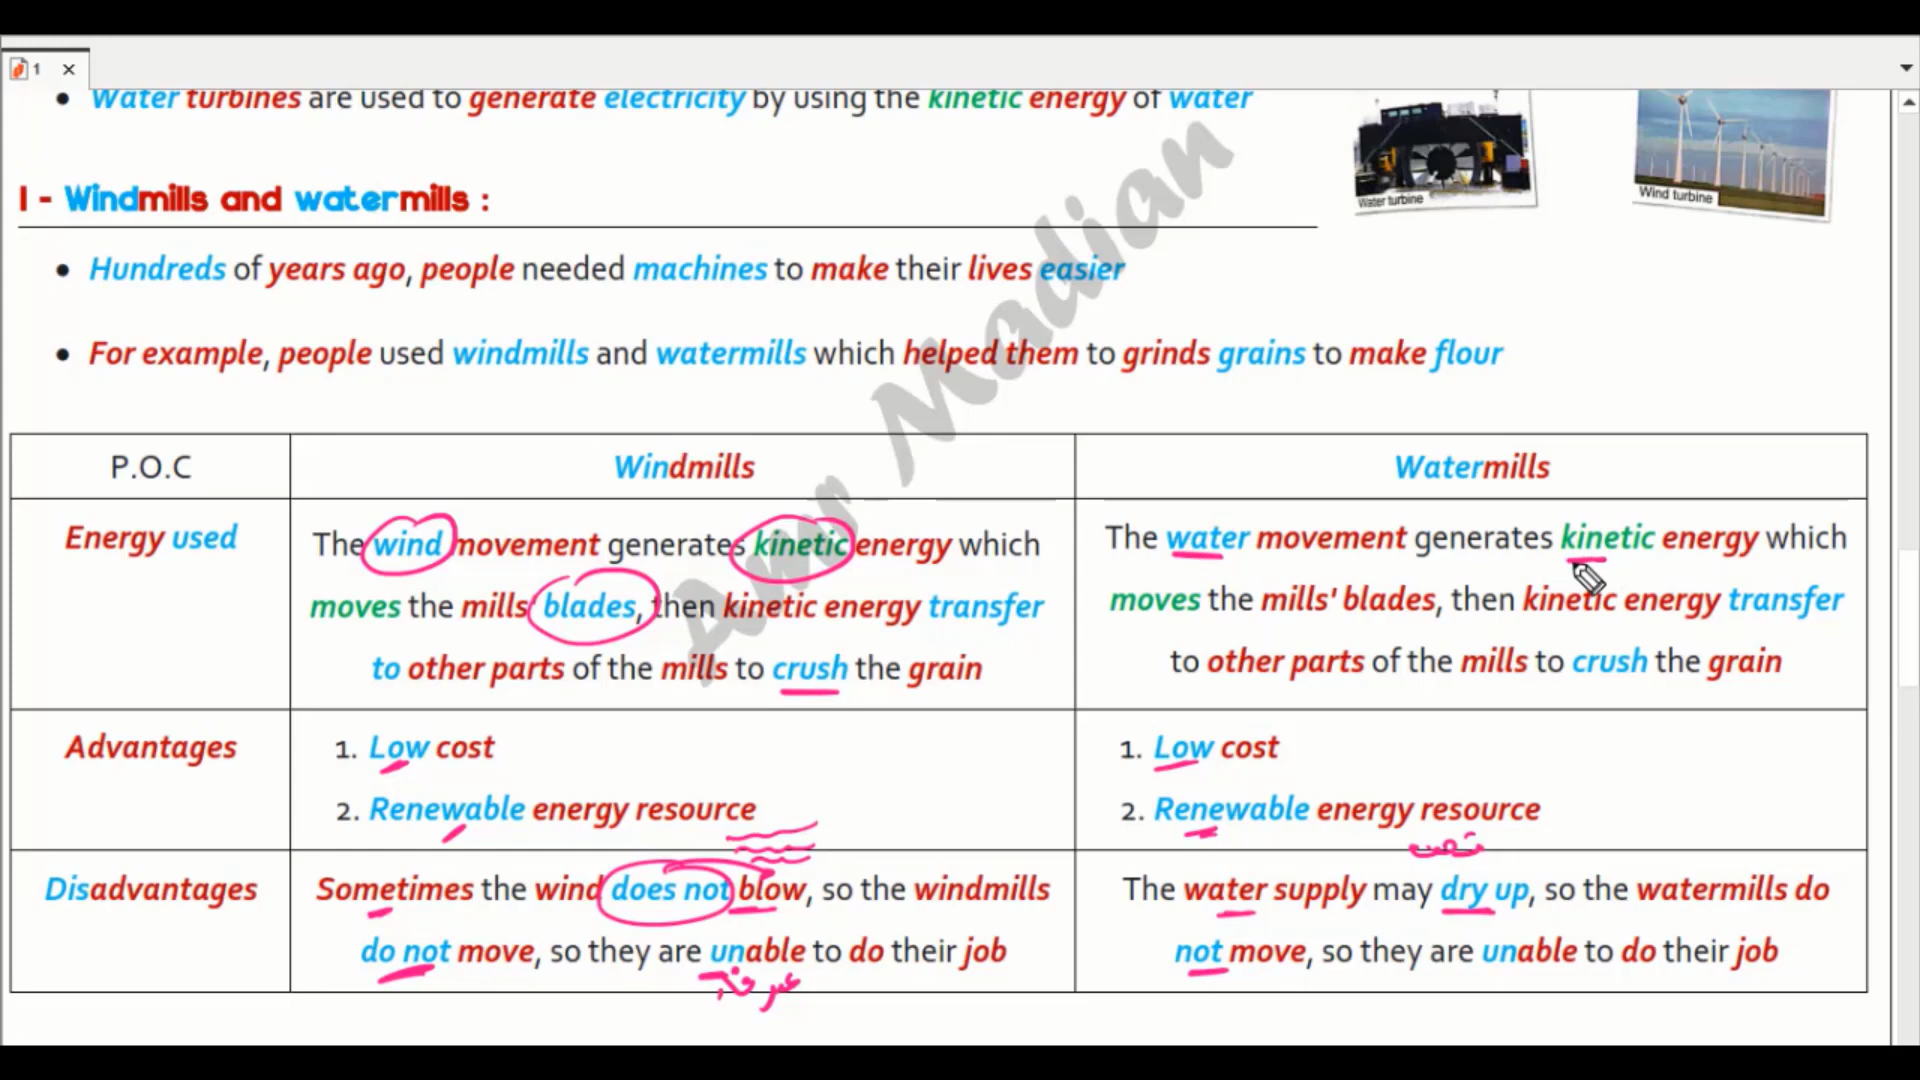 1
Water turbines are used to generate electricity by using the kinetic energy of water
Water turbine
Wind turbine
1 - Windmills and watermills :
Hundreds of years ago, people needed machines to make their lives easier
For example, people used windmills and watermills which helped them to grinds grains to make flour
Amr Madian
P.O.C
Windmills
Watermills
Energy used
The wind movement generates kinetic energy which
moves the mills' blades, then kinetic energy transfer
to other parts of the mills to crush the grain
The water movement generates kinetic energy which
moves the mills' blades, then kinetic energy transfer
to other parts of the mills to crush the grain
Advantages
1. Low cost
2. Renewable energy resource
1. Low cost
2. Renewable energy resource
Disadvantages
Sometimes the wind does not blow, so the windmills
do not move, so they are unable to do their job
The water supply may dry up, so the watermills do
not move, so they are unable to do their job